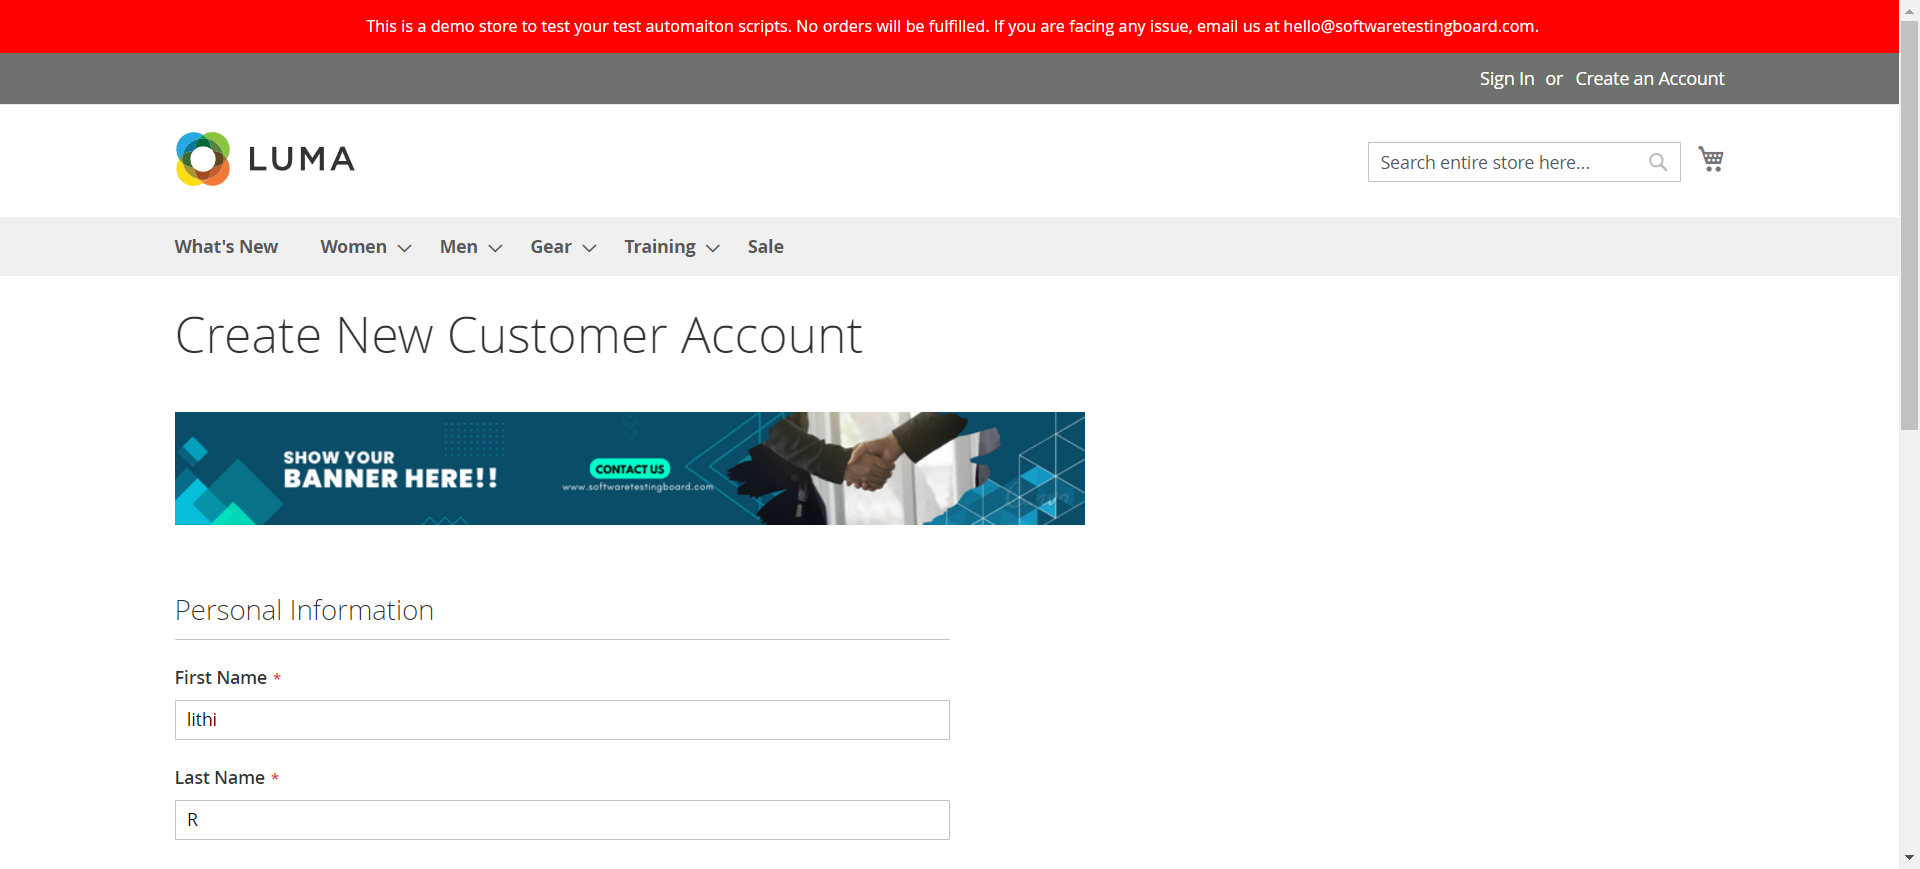 This is a demo store to test your test automaiton scripts. No orders will be fulfilled. If you are facing any issue, email us at hello@softwaretestingboard.com.
Sign In or Create an Account
LUMA
Search entire store here...
What's New Women Men Gear Training Sale
Create New Customer Account
SHOW YOUR
BANNER HERE!!
CONTACT US
www.softwaretestingboard.com
Personal Information
First Name *
lithi
Last Name *
R